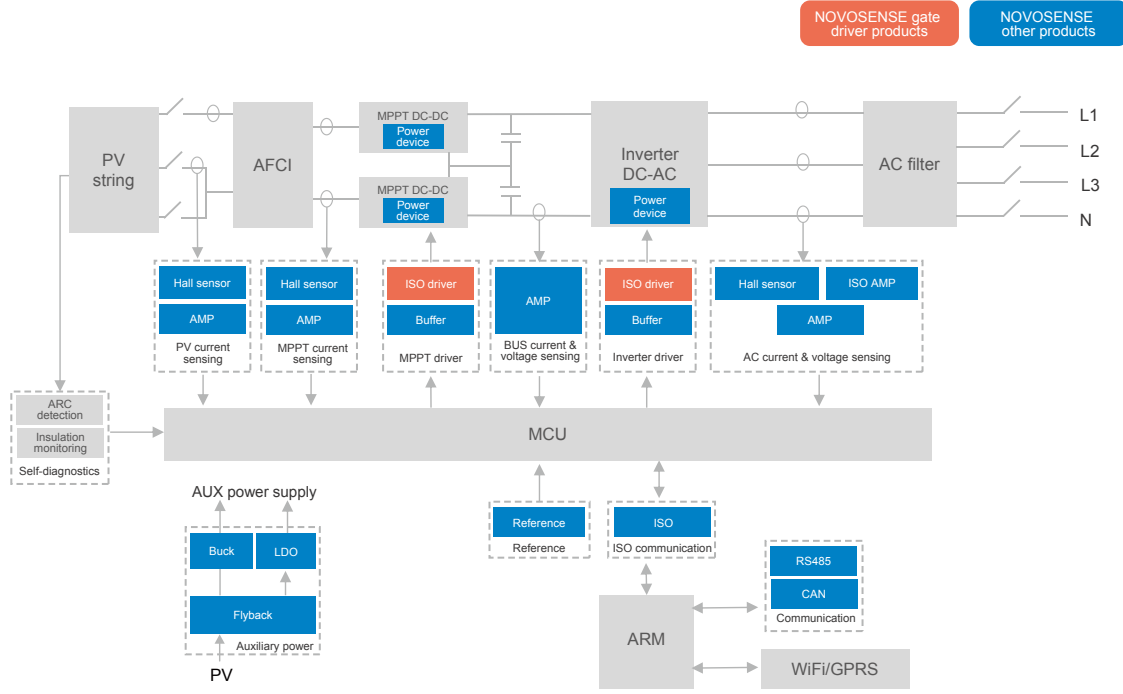 NOVOSENSE gate
driver products
NOVOSENSE
other products
PV
string
AFCI
MPPT DC-DC
Power
device
MPPT DC-DC
Power
device
Inverter
DC-AC
Power
device
AC filter
L1
L2
L3
N
Hall sensor
AMP
PV current
sensing
Hall sensor
AMP
MPPT current
sensing
ISO driver
Buffer
MPPT driver
AMP
BUS current &
voltage sensing
ISO driver
Buffer
Inverter driver
Hall sensor
ISO AMP
AMP
AC current & voltage sensing
ARC
detection
Insulation
monitoring
Self-diagnostics
MCU
AUX power supply
Buck
LDO
Flyback
Auxiliary power
PV
Reference
Reference
ISO
ISO communication
RS485
CAN
Communication
ARM
WiFi/GPRS